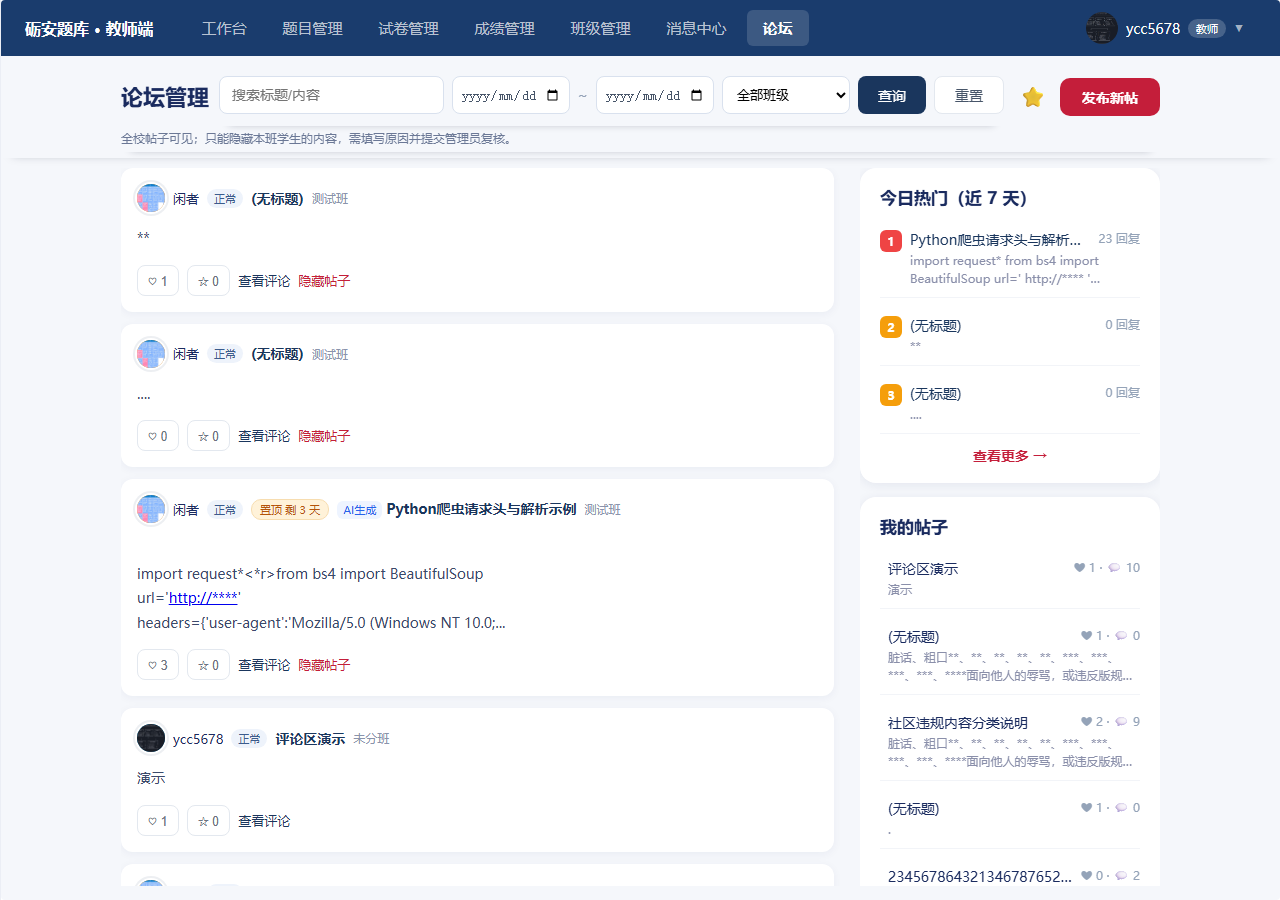 砺安题库 • 教师端 工作台 题目管理 试卷管理 成绩管理 班级管理 消息中心 论坛 ycc5678 教师 ▼
论坛管理 搜索标题/内容 yyyy/mm/dd ~ yyyy/mm/dd 全部班级 查询 重置 发布新帖
全校帖子可见；只能隐藏本班学生的内容，需填写原因并提交管理员复核。
闲者 正常 (无标题) 测试班
**
♡ 1 ☆ 0 查看评论 隐藏帖子
闲者 正常 (无标题) 测试班
....
♡ 0 ☆ 0 查看评论 隐藏帖子
闲者 正常 置顶 剩 3 天 AI生成 Python爬虫请求头与解析示例 测试班
import request*<*r>from bs4 import BeautifulSoup
url='http://****'
headers={'user-agent':'Mozilla/5.0 (Windows NT 10.0;...
♡ 3 ☆ 0 查看评论 隐藏帖子
ycc5678 正常 评论区演示 未分班
演示
♡ 1 ☆ 0 查看评论
今日热门（近 7 天）
1 Python爬虫请求头与解析... 23 回复
import request* from bs4 import
BeautifulSoup url=' http://**** '...
2 (无标题) 0 回复
**
3 (无标题) 0 回复
....
查看更多 →
我的帖子
评论区演示 ♥ 1 · 💬 10
演示
(无标题) ♥ 1 · 💬 0
脏话、粗口**、**、**、**、**、***、***、
***、***、****面向他人的辱骂，或违反版规...
社区违规内容分类说明 ♥ 2 · 💬 9
脏话、粗口**、**、**、**、**、***、***、
***、***、****面向他人的辱骂，或违反版规...
(无标题) ♥ 1 · 💬 0
.
234567864321346787652... ♥ 0 · 💬 2